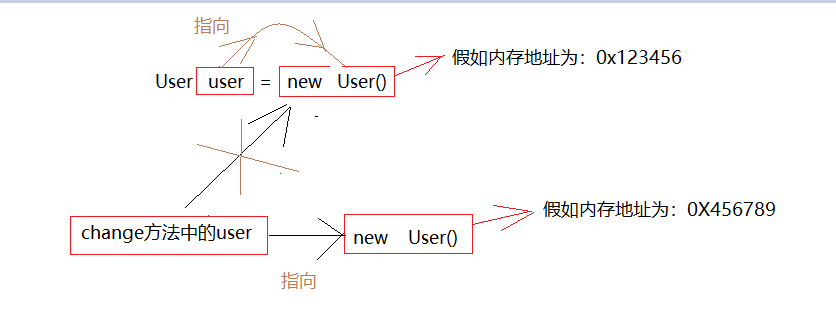 指向
假如内存地址为：0x123456
User user = new User()
假如内存地址为：0X456789
change方法中的user
new User()
指向